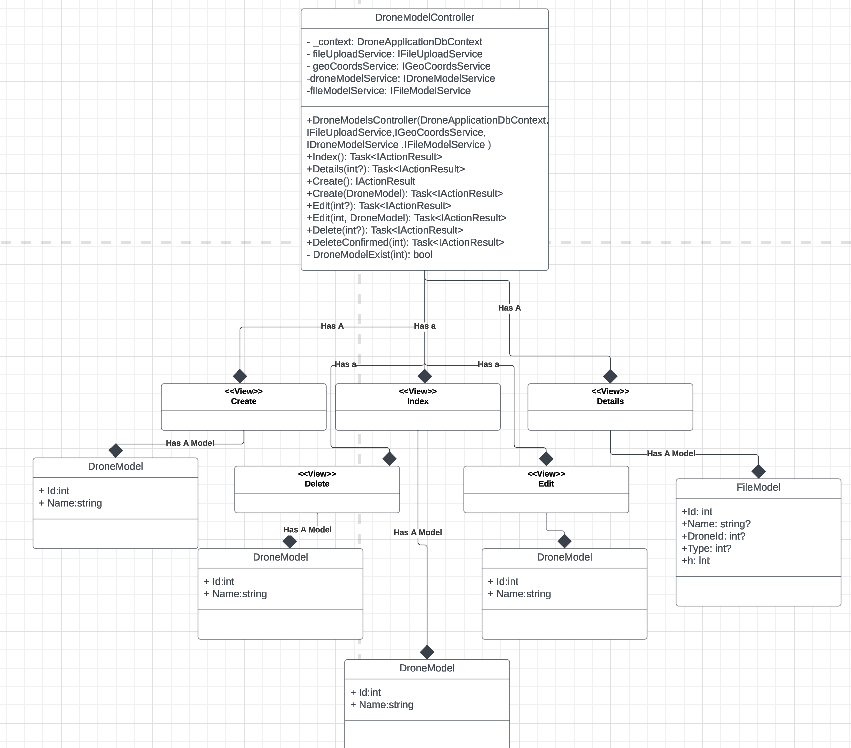 DroneModelController
- _context: DroneApplicationDbContext
- fileUploadService: IFileUploadService
- geoCoordsService: IGeoCoordsService
-droneModelService: IDroneModelService
-fileModelService: IFileModelService
+DroneModelsController(DroneApplicationDbContext,
IFileUploadService,IGeoCoordsService,
IDroneModelService .IFileModelService )
+Index(): Task<IActionResult>
+Details(int?): Task<IActionResult>
+Create(): IActionResult
+Create(DroneModel): Task<IActionResult>
+Edit(int?): Task<IActionResult>
+Edit(int, DroneModel): Task<IActionResult>
+Delete(int?): Task<IActionResult>
+DeleteConfirmed(int): Task<IActionResult>
- DroneModelExist(int): bool
Has A
Has A
Has a
Has a
Has a
<<View>>
Create
<<View>>
Index
<<View>>
Details
Has A Model
Has A Model
DroneModel
+ Id:int
+ Name:string
<<View>>
Delete
<<View>>
Edit
FileModel
+Id: int
+Name: string?
+DroneId: int?
+Type: int?
+h: Int
Has A Model
Has A Model
DroneModel
+ Id:int
+ Name:string
DroneModel
+ Id:int
+ Name:string
DroneModel
+ Id:int
+ Name:string